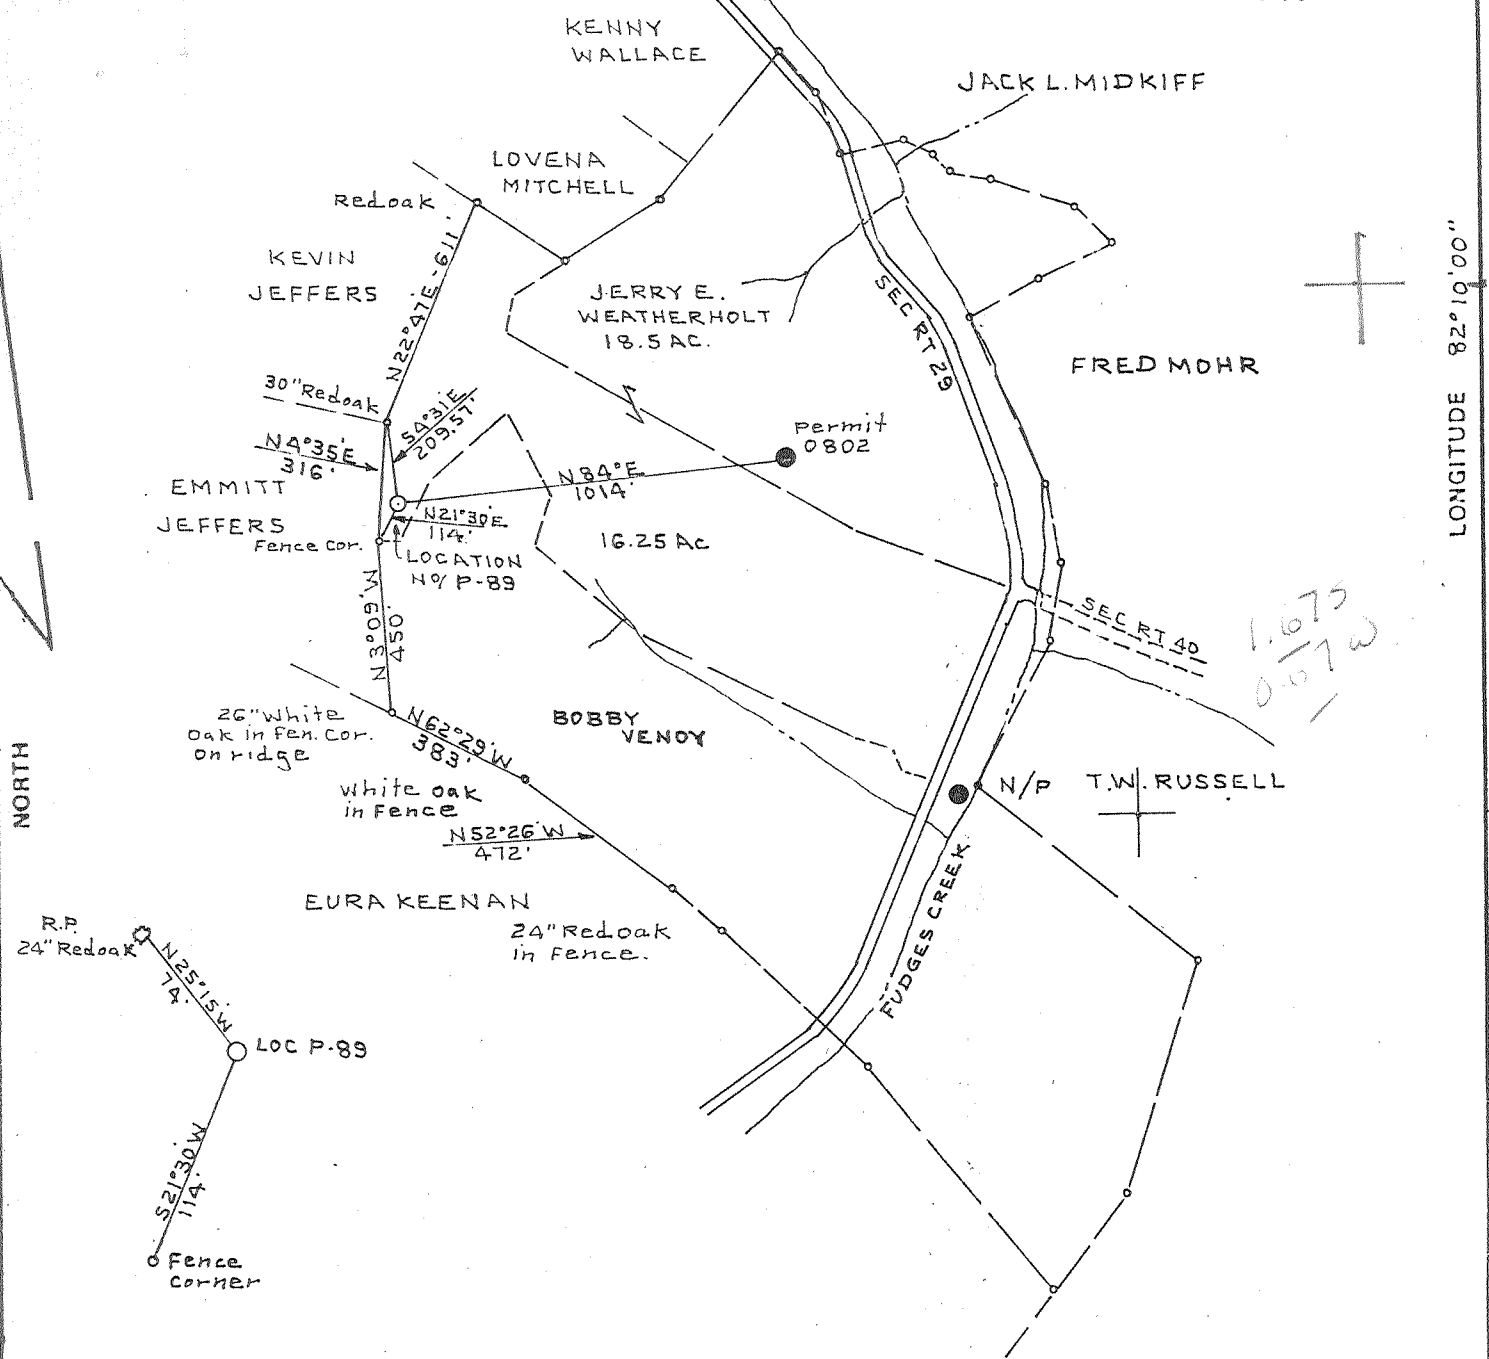 KENNY
WALLACE
JACK L. MIDKIFF
LOVENA
MITCHELL
Redoak
KEVIN
JEFFERS
N22°47'E - 611'
JERRY E.
WEATHERHOLT
18.5 AC.
SEC RT 29
FRED MOHR
LONGITUDE 82°10'00"
30" Redoak
S4°31'E
209.57'
N4°35'E
316'
Permit
0802
N84°E
1014'
EMMITT
JEFFERS
Fence Cor.
N21°30'E
114'
LOCATION
No/ P-89
16.25 Ac
N3°09'W
450'
SEC RT 40
1.675
0.07 W
26" White
Oak in Fen. Cor.
on ridge
N62°29'W
383'
BOBBY
VENOY
White Oak
in Fence
N/P T.W. RUSSELL
NORTH
N52°26'W
472'
EURA KEENAN
24" Redoak
in Fence.
FUDGES CREEK
R.P.
24" Redoak
N25°15'W
74'
LOC P-89
S21°30'W
114'
Fence
Corner